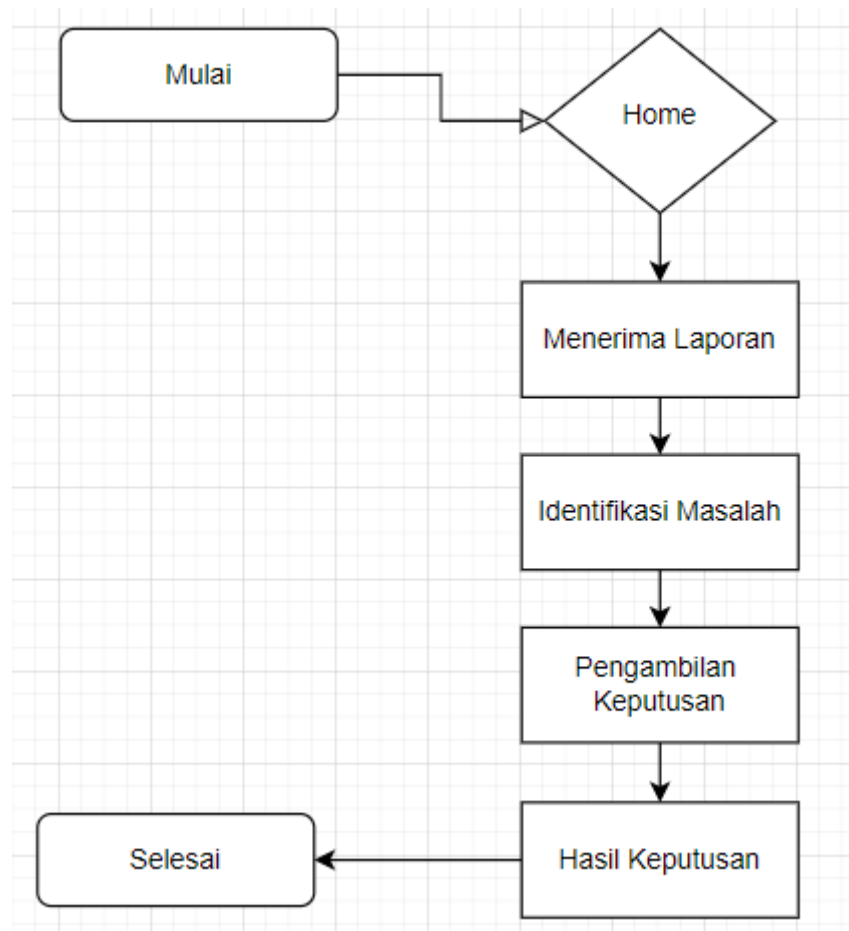 Mulai
Home
Menerima Laporan
Identifikasi Masalah
Pengambilan
Keputusan
Hasil Keputusan
Selesai